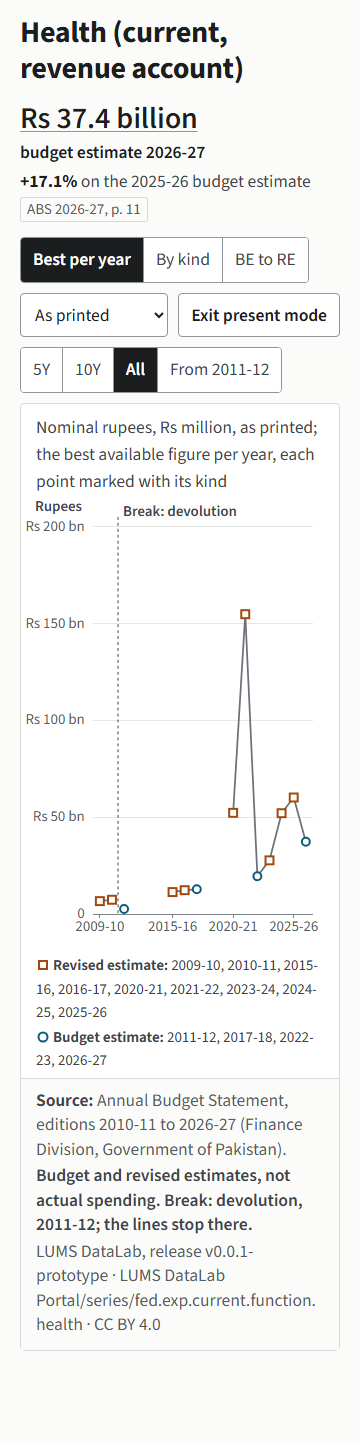 Health (current,
revenue account)
Rs 37.4 billion
budget estimate 2026-27
+17.1% on the 2025-26 budget estimate
ABS 2026-27, p. 11
Best per year By kind BE to RE
As printed Exit present mode
5Y 10Y All From 2011-12
Nominal rupees, Rs million, as printed;
the best available figure per year, each
point marked with its kind
Rupees
Break: devolution
Rs 200 bn
Rs 150 bn
Rs 100 bn
Rs 50 bn
0
2009-10 2015-16 2020-21 2025-26
Revised estimate: 2009-10, 2010-11, 2015-
16, 2016-17, 2020-21, 2021-22, 2023-24, 2024-
25, 2025-26
Budget estimate: 2011-12, 2017-18, 2022-
23, 2026-27
Source: Annual Budget Statement,
editions 2010-11 to 2026-27 (Finance
Division, Government of Pakistan).
Budget and revised estimates, not
actual spending. Break: devolution,
2011-12; the lines stop there.
LUMS DataLab, release v0.0.1-
prototype · LUMS DataLab
Portal/series/fed.exp.current.function.
health · CC BY 4.0